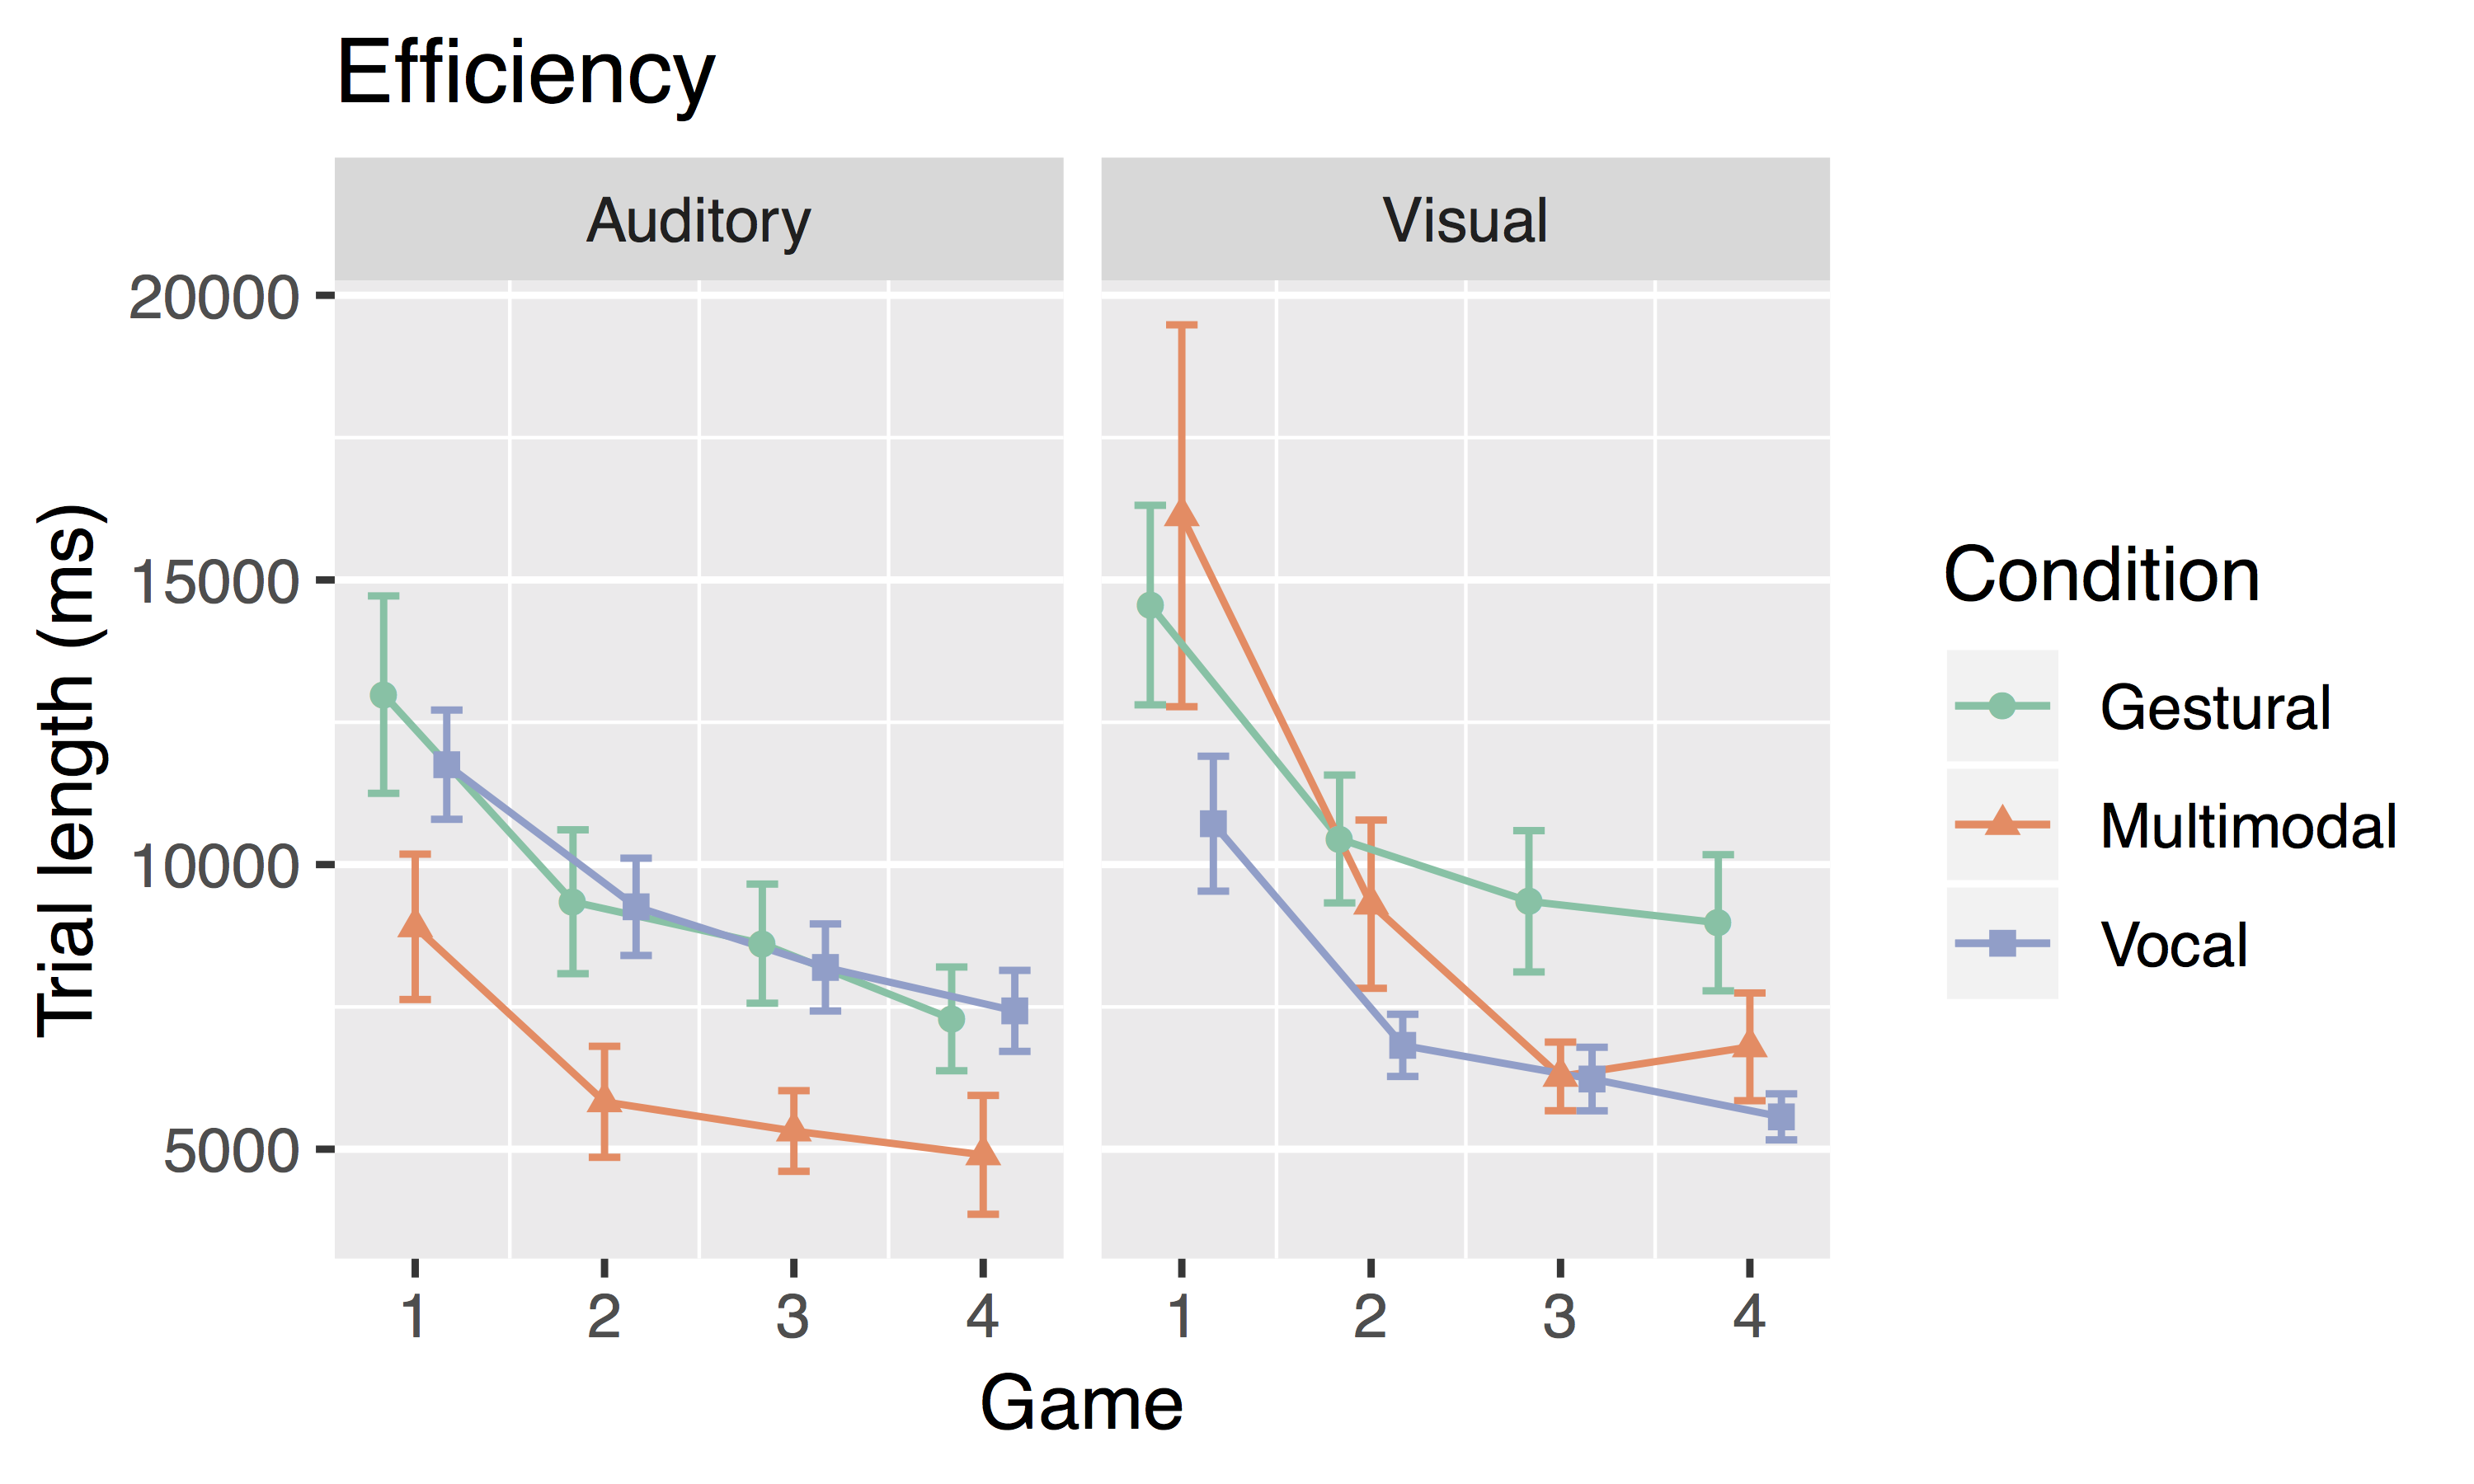 Efficiency
Auditory
Visual
20000
15000
10000
5000
Trial length (ms)
1 2 3 4
1 2 3 4
Game
Condition
Gestural
Multimodal
Vocal